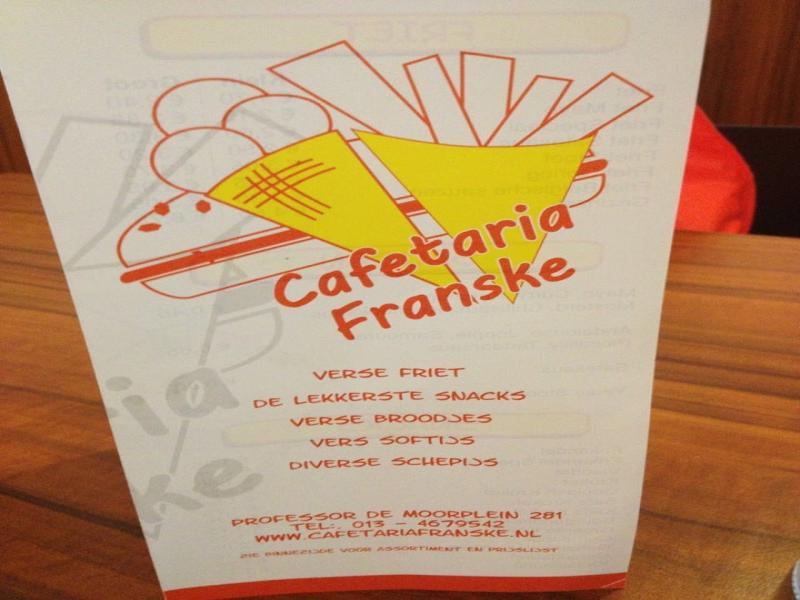 Cafetaria
Franske
VERSE FRIET
DE LEKKERSTE SNACKS
VERSE BROODJES
VERS SOFTIJS
DIVERSE SCHEPIJS
PROFESSOR DE MOORPLEIN 281
TEL:. 013 - 4679542
WWW.CAFETARIAFRANSKE.NL
ZIE BINNEZIJDE VOOR ASSORTIMENT EN PRIJSLIJST